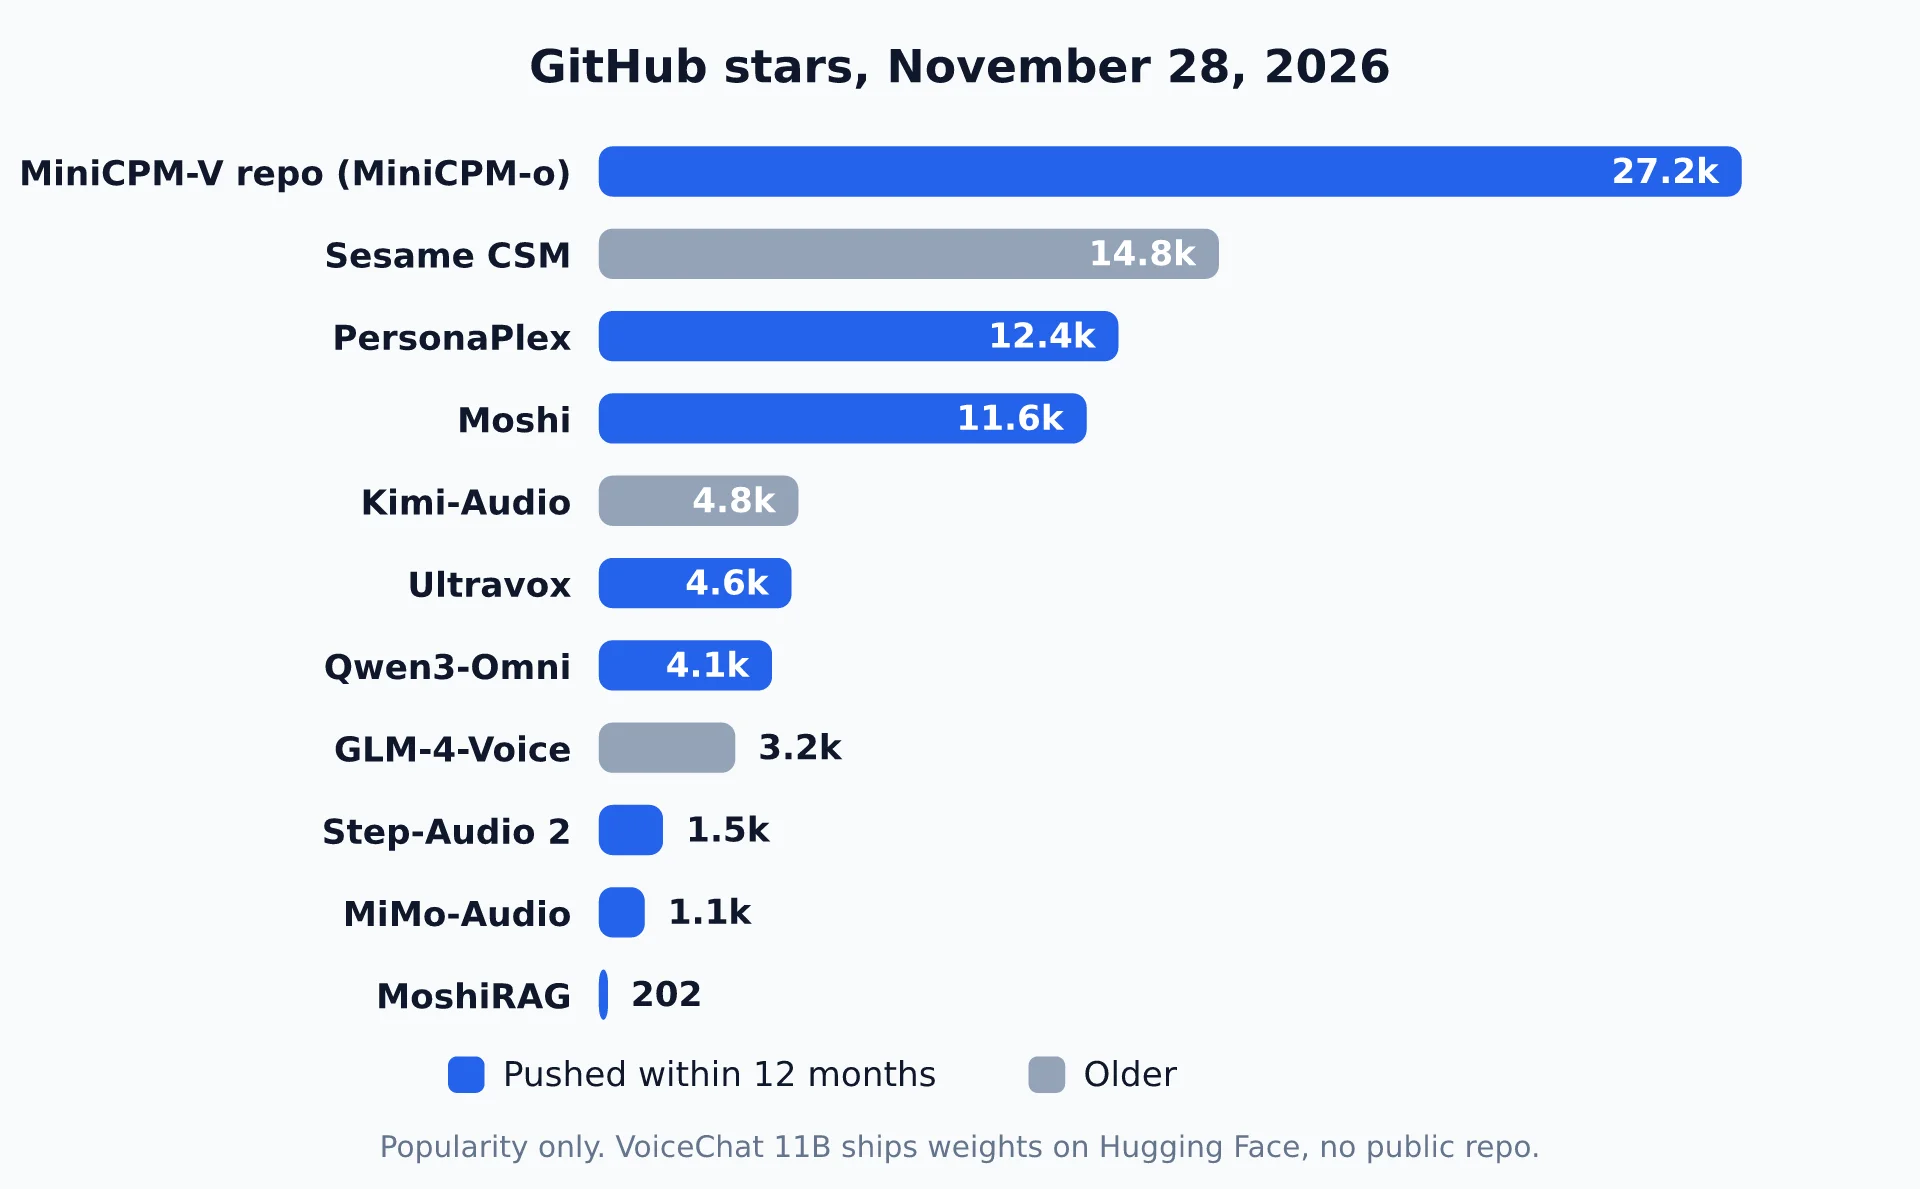 GitHub stars, November 28, 2026
MiniCPM-V repo (MiniCPM-o) 27.2k
Sesame CSM 14.8k
PersonaPlex 12.4k
Moshi 11.6k
Kimi-Audio 4.8k
Ultravox 4.6k
Qwen3-Omni 4.1k
GLM-4-Voice 3.2k
Step-Audio 2 1.5k
MiMo-Audio 1.1k
MoshiRAG 202
Pushed within 12 months Older
Popularity only. VoiceChat 11B ships weights on Hugging Face, no public repo.